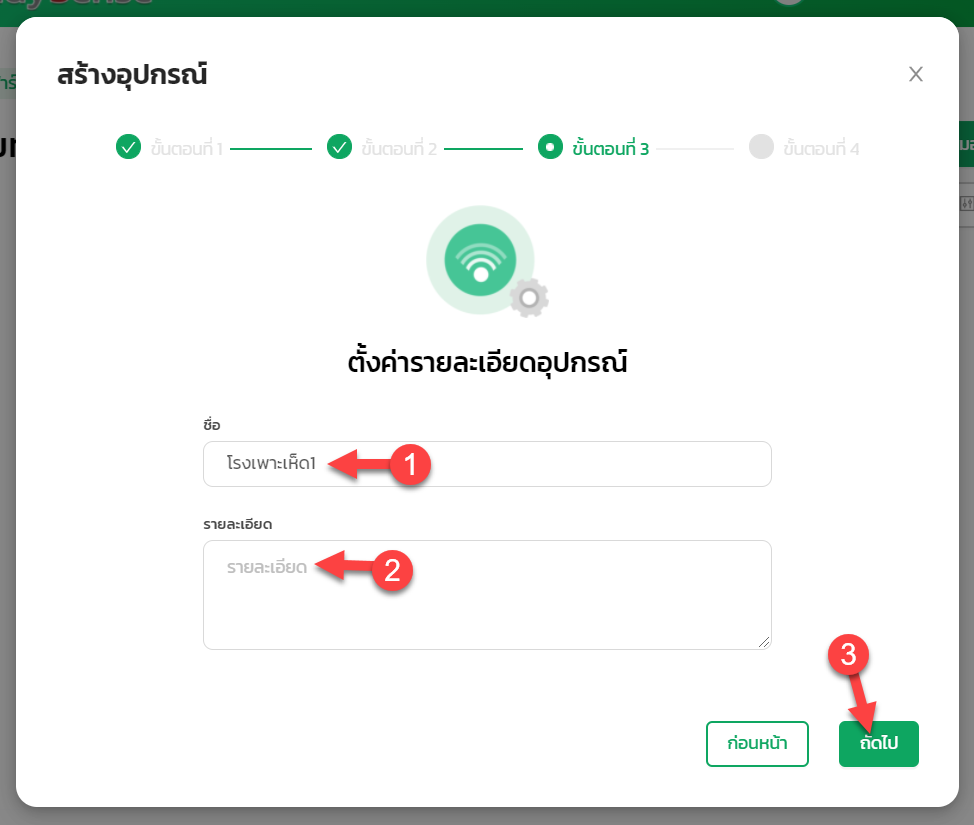 สร้างอุปกรณ์
ขั้นตอนที่ 1
ขั้นตอนที่ 2
ขั้นตอนที่ 3
ขั้นตอนที่ 4
ตั้งค่ารายละเอียดอุปกรณ์
ชื่อ
โรงเพาะเห็ด1
1
รายละเอียด
รายละเอียด
2
3
ก่อนหน้า
ถัดไป